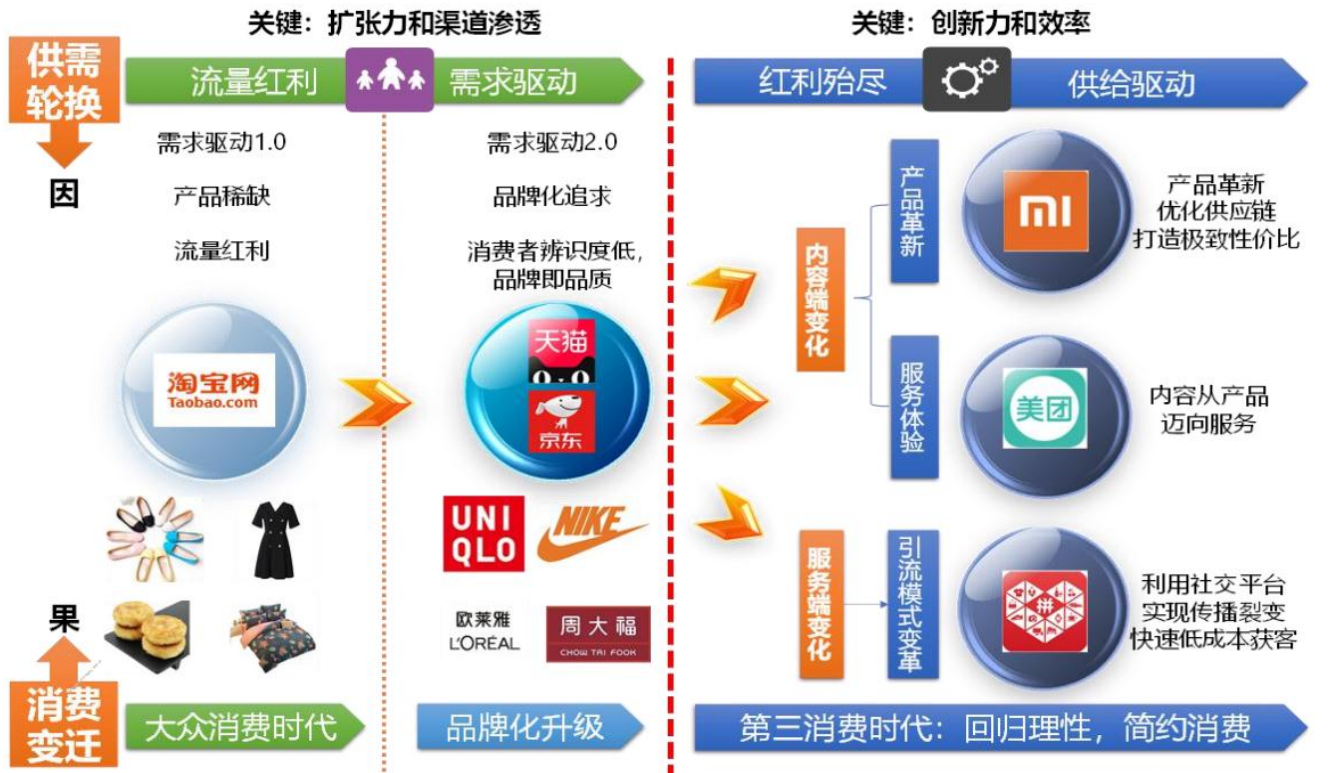 关键：扩张力和渠道渗透
关键：创新力和效率
供需
轮换
流量红利
需求驱动
红利殆尽
供给驱动
因
需求驱动1.0
产品稀缺
流量红利
需求驱动2.0
品牌化追求
消费者辨识度低，
品牌即品质
淘宝网
Taobao.com
天猫
京东
内容端变化
产品革新
mi
产品革新
优化供应链
打造极致性价比
服务体验
美团
内容从产品
迈向服务
UNI
QLO
NIKE
欧莱雅
L'ORÉAL
周大福
CHOW TAI FOOK
服务端变化
引流模式变革
拼
利用社交平台
实现传播裂变
快速低成本获客
果
消费
变迁
大众消费时代
品牌化升级
第三消费时代：回归理性，简约消费